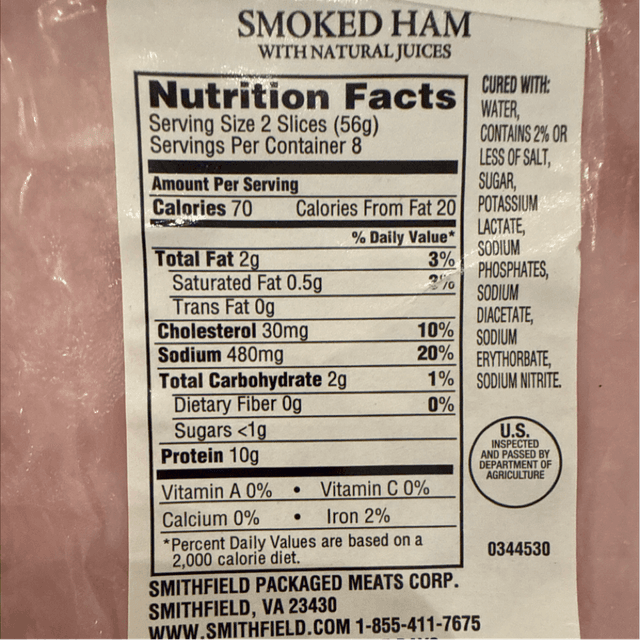 SMOKED HAM
WITH NATURAL JUICES
Nutrition Facts
Serving Size 2 Slices (56g)
Servings Per Container 8
Amount Per Serving
Calories 70 Calories From Fat 20
% Daily Value*
Total Fat 2g 3%
Saturated Fat 0.5g
Trans Fat 0g
Cholesterol 30mg 10%
Sodium 480mg 20%
Total Carbohydrate 2g 1%
Dietary Fiber 0g 0%
Sugars <1g
Protein 10g
Vitamin A 0% • Vitamin C 0%
Calcium 0% • Iron 2%
*Percent Daily Values are based on a
2,000 calorie diet.
CURED WITH:
WATER,
CONTAINS 2% OR
LESS OF SALT,
SUGAR,
POTASSIUM
LACTATE,
SODIUM
PHOSPHATES,
SODIUM
DIACETATE,
SODIUM
ERYTHORBATE,
SODIUM NITRITE.
U.S.
INSPECTED
AND PASSED BY
DEPARTMENT OF
AGRICULTURE
0344530
SMITHFIELD PACKAGED MEATS CORP.
SMITHFIELD, VA 23430
WWW.SMITHFIELD.COM 1-855-411-7675